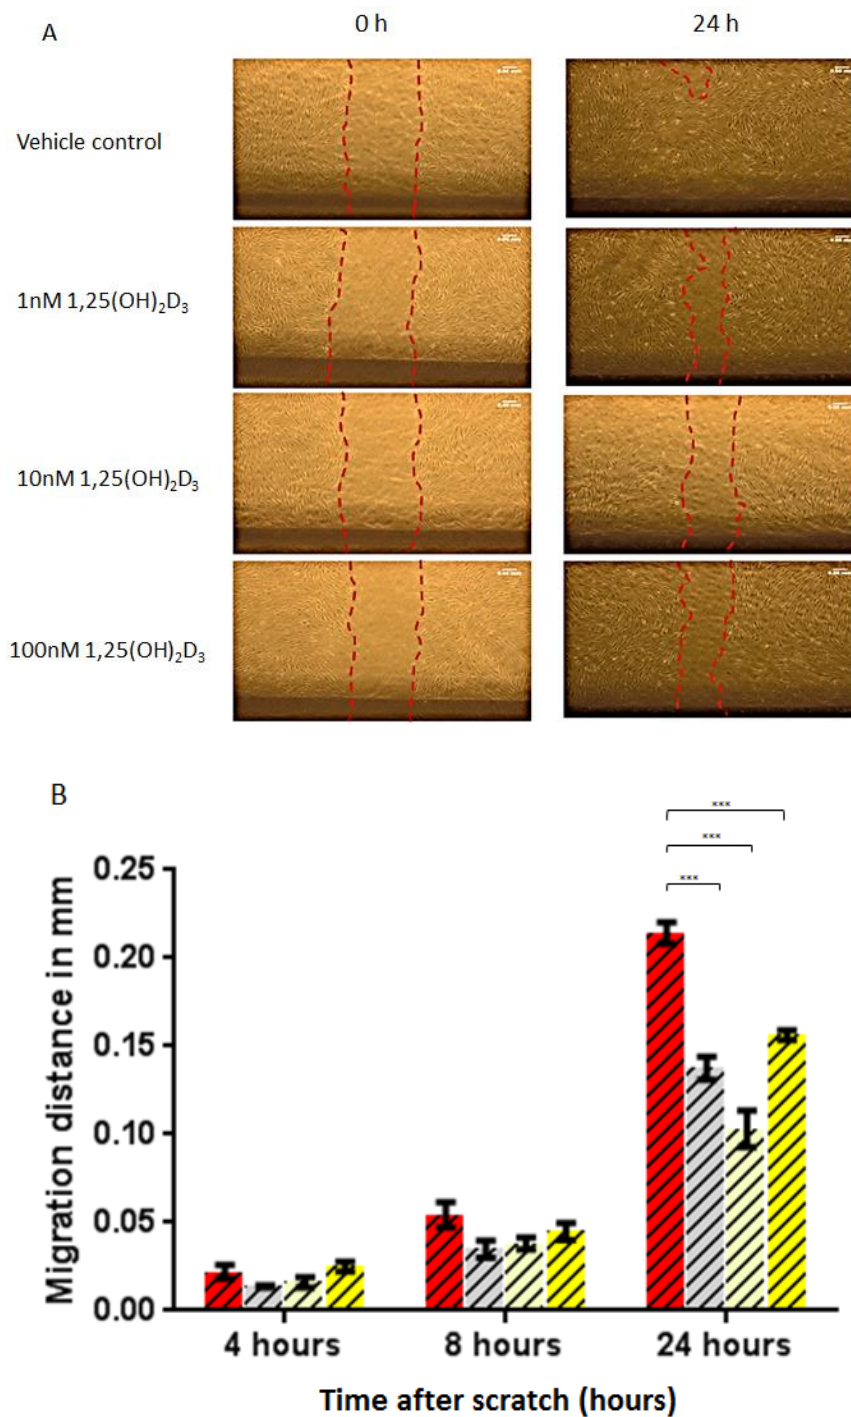 A
0 h
24 h
Vehicle control
1nM 1,25(OH)₂D₃
10nM 1,25(OH)₂D₃
100nM 1,25(OH)₂D₃
B
***
***
***
Migration distance in mm
0.25
0.20
0.15
0.10
0.05
0.00
4 hours
8 hours
24 hours
Time after scratch (hours)